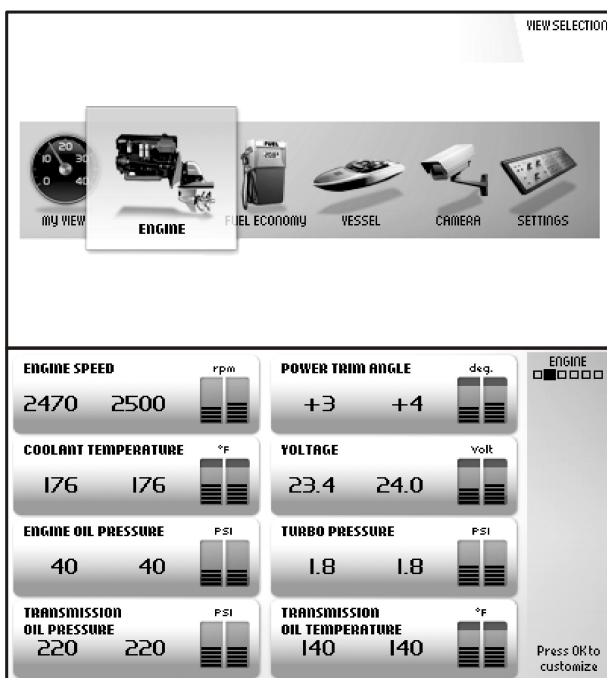 VIEW SELECTION
20
10 30
0 40
FUEL
MY VIEW
ENGINE
FUEL ECONOMY
VESSEL
CAMERA
SETTINGS
ENGINE SPEED rpm
2470 2500
POWER TRIM ANGLE deg.
+3 +4
ENGINE
COOLANT TEMPERATURE °F
176 176
VOLTAGE Volt
23.4 24.0
ENGINE OIL PRESSURE PSI
40 40
TURBO PRESSURE PSI
1.8 1.8
TRANSMISSION PSI
OIL PRESSURE
220 220
TRANSMISSION °F
OIL TEMPERATURE
140 140
Press OK to
customize